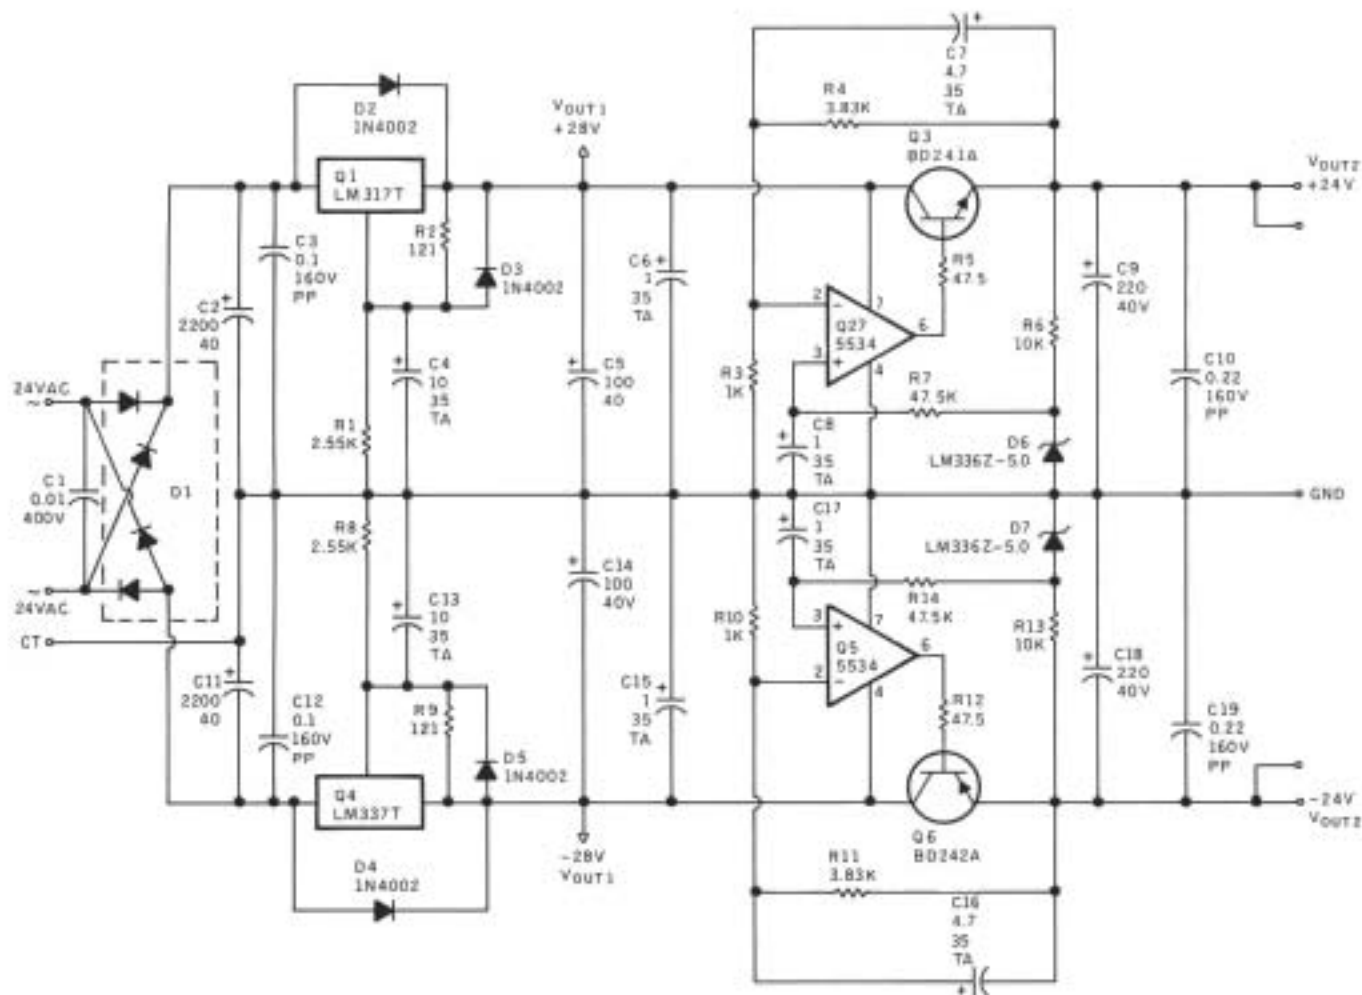 C7
4.7
35
TA
+
R4
3.83K
D2
1N4002
VOUT1
+28V
Q3
BD241A
VOUT2
+24V
Q1
LM317T
R2
121
C3
0.1
160V
PP
D3
1N4002
C6
1
35
TA
+
R5
47.5
C9
220
40V
+
C2
2200
40
+
2
-
7
Q27
5534
6
3
+
4
R6
10K
C4
10
35
TA
+
C5
100
40
+
R3
1K
R7
47.5K
C10
0.22
160V
PP
24VAC
~
R1
2.55K
C8
1
35
TA
+
D6
LM336Z-5.0
C1
0.01
400V
D1
GND
R8
2.55K
C17
1
35
TA
+
D7
LM336Z-5.0
C14
100
40V
+
~
24VAC
C13
10
35
TA
+
R14
47.5K
R10
1K
R13
10K
CT
3
+
7
Q5
5534
6
2
-
4
C18
220
40V
+
C11
2200
40
+
C12
0.1
160V
PP
R9
121
C15
1
35
TA
+
R12
47.5
C19
0.22
160V
PP
D5
1N4002
Q4
LM337T
-24V
VOUT2
Q6
BD242A
-28V
VOUT1
D4
1N4002
R11
3.83K
C16
4.7
35
TA
+